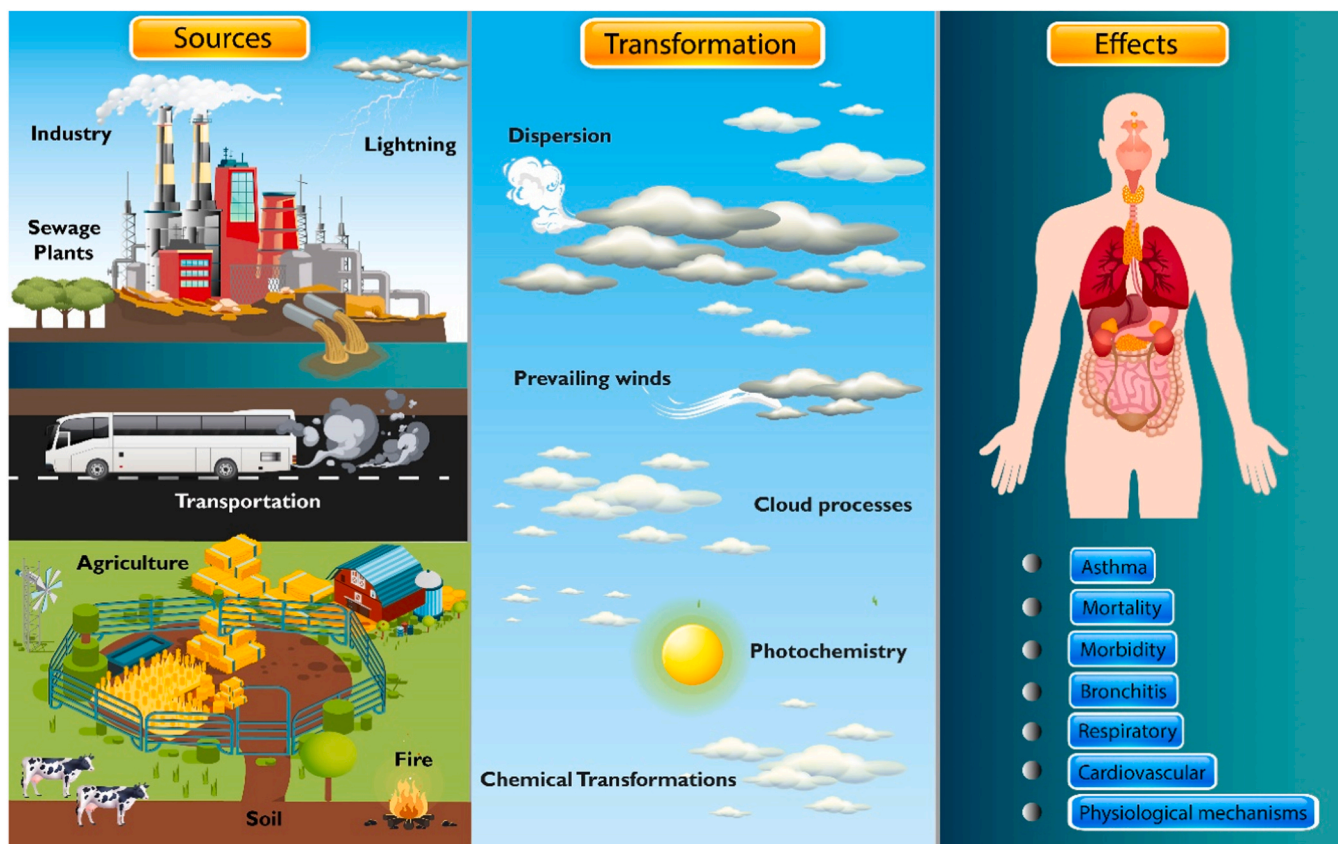 Sources
Industry
Lightning
Sewage
Plants
Transportation
Agriculture
Fire
Soil
Transformation
Dispersion
Prevailing winds
Cloud processes
Photochemistry
Chemical Transformations
Effects
Asthma
Mortality
Morbidity
Bronchitis
Respiratory
Cardiovascular
Physiological mechanisms